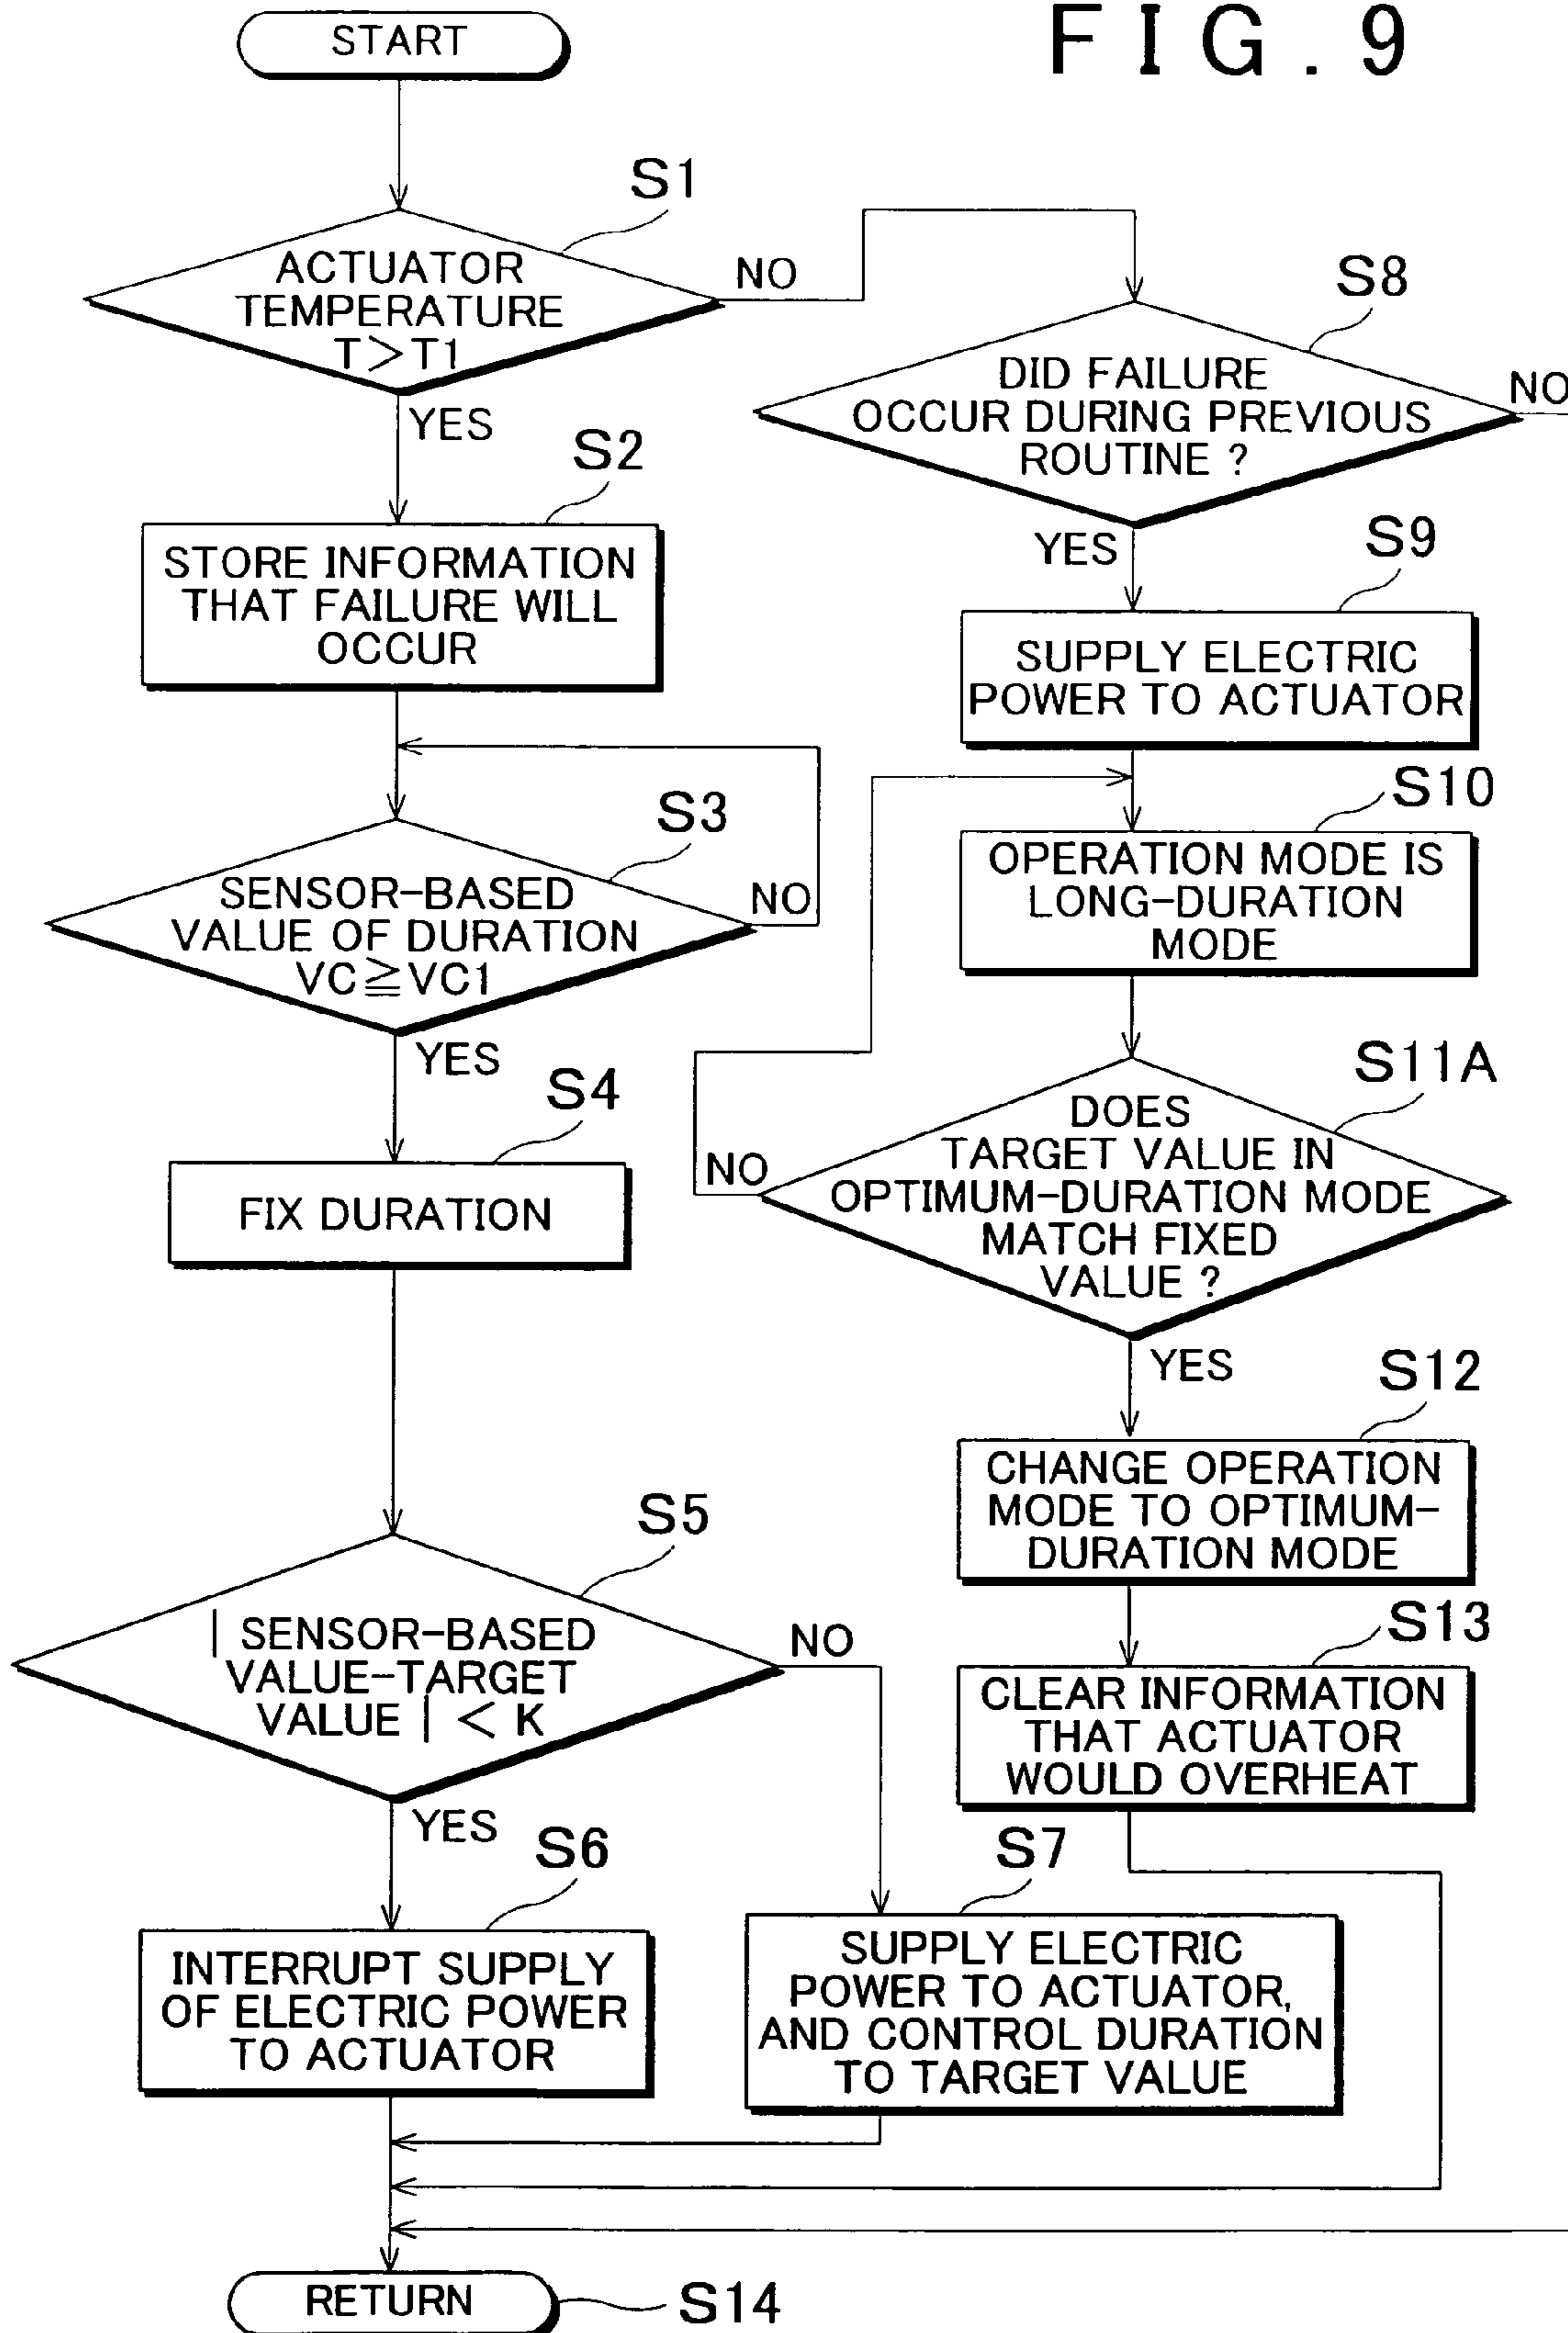 FIG. 9
START
S1
ACTUATOR
TEMPERATURE
T>T1
NO
YES
S2
STORE INFORMATION
THAT FAILURE WILL
OCCUR
S3
SENSOR-BASED
VALUE OF DURATION
VC≧VC1
NO
YES
S4
FIX DURATION
S5
| SENSOR-BASED
VALUE-TARGET
VALUE | < K
NO
YES
S6
INTERRUPT SUPPLY
OF ELECTRIC POWER
TO ACTUATOR
S7
SUPPLY ELECTRIC
POWER TO ACTUATOR,
AND CONTROL DURATION
TO TARGET VALUE
S8
DID FAILURE
OCCUR DURING PREVIOUS
ROUTINE ?
NO
YES
S9
SUPPLY ELECTRIC
POWER TO ACTUATOR
S10
OPERATION MODE IS
LONG-DURATION
MODE
S11A
DOES
TARGET VALUE IN
OPTIMUM-DURATION MODE
MATCH FIXED
VALUE ?
NO
YES
S12
CHANGE OPERATION
MODE TO OPTIMUM-
DURATION MODE
S13
CLEAR INFORMATION
THAT ACTUATOR
WOULD OVERHEAT
RETURN
S14